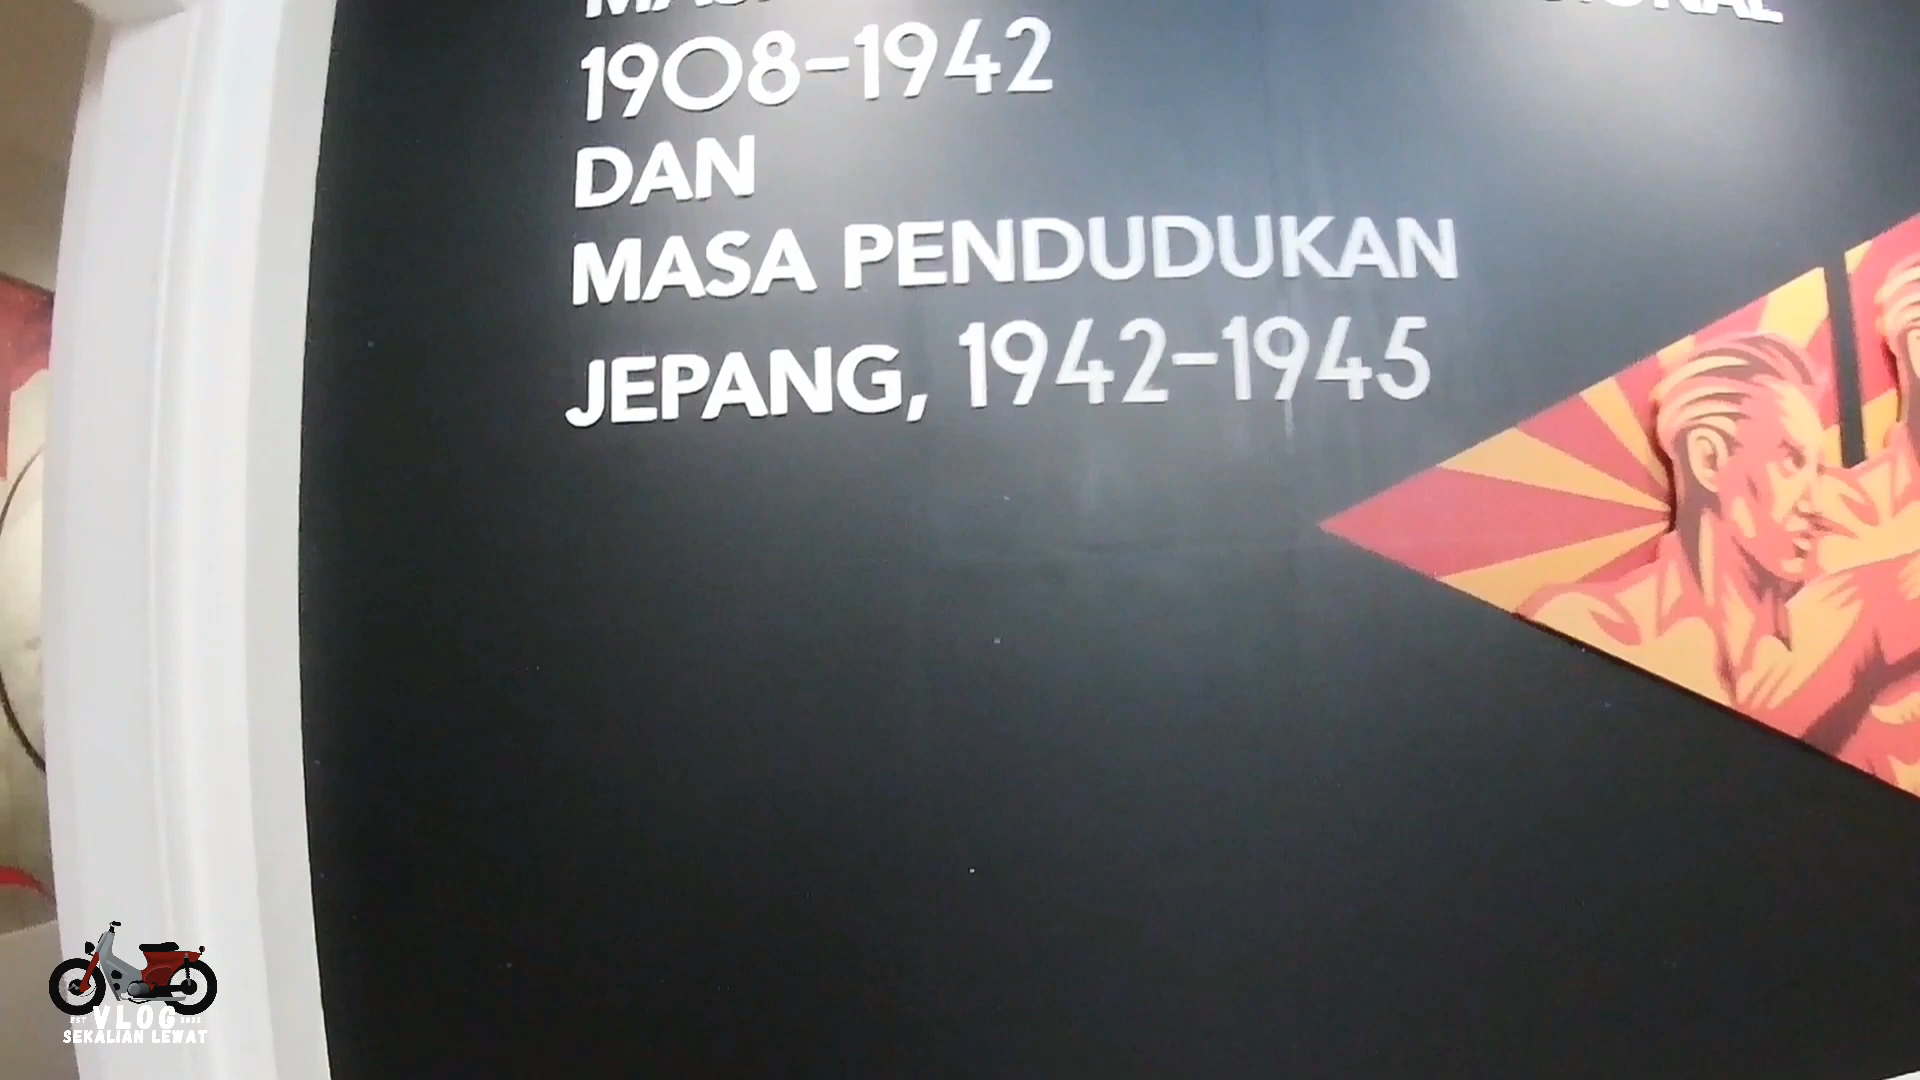 1908-1942
DAN
MASA PENDUDUKAN
JEPANG, 1942-1945
VLOG
SEKALIAN LEWAT